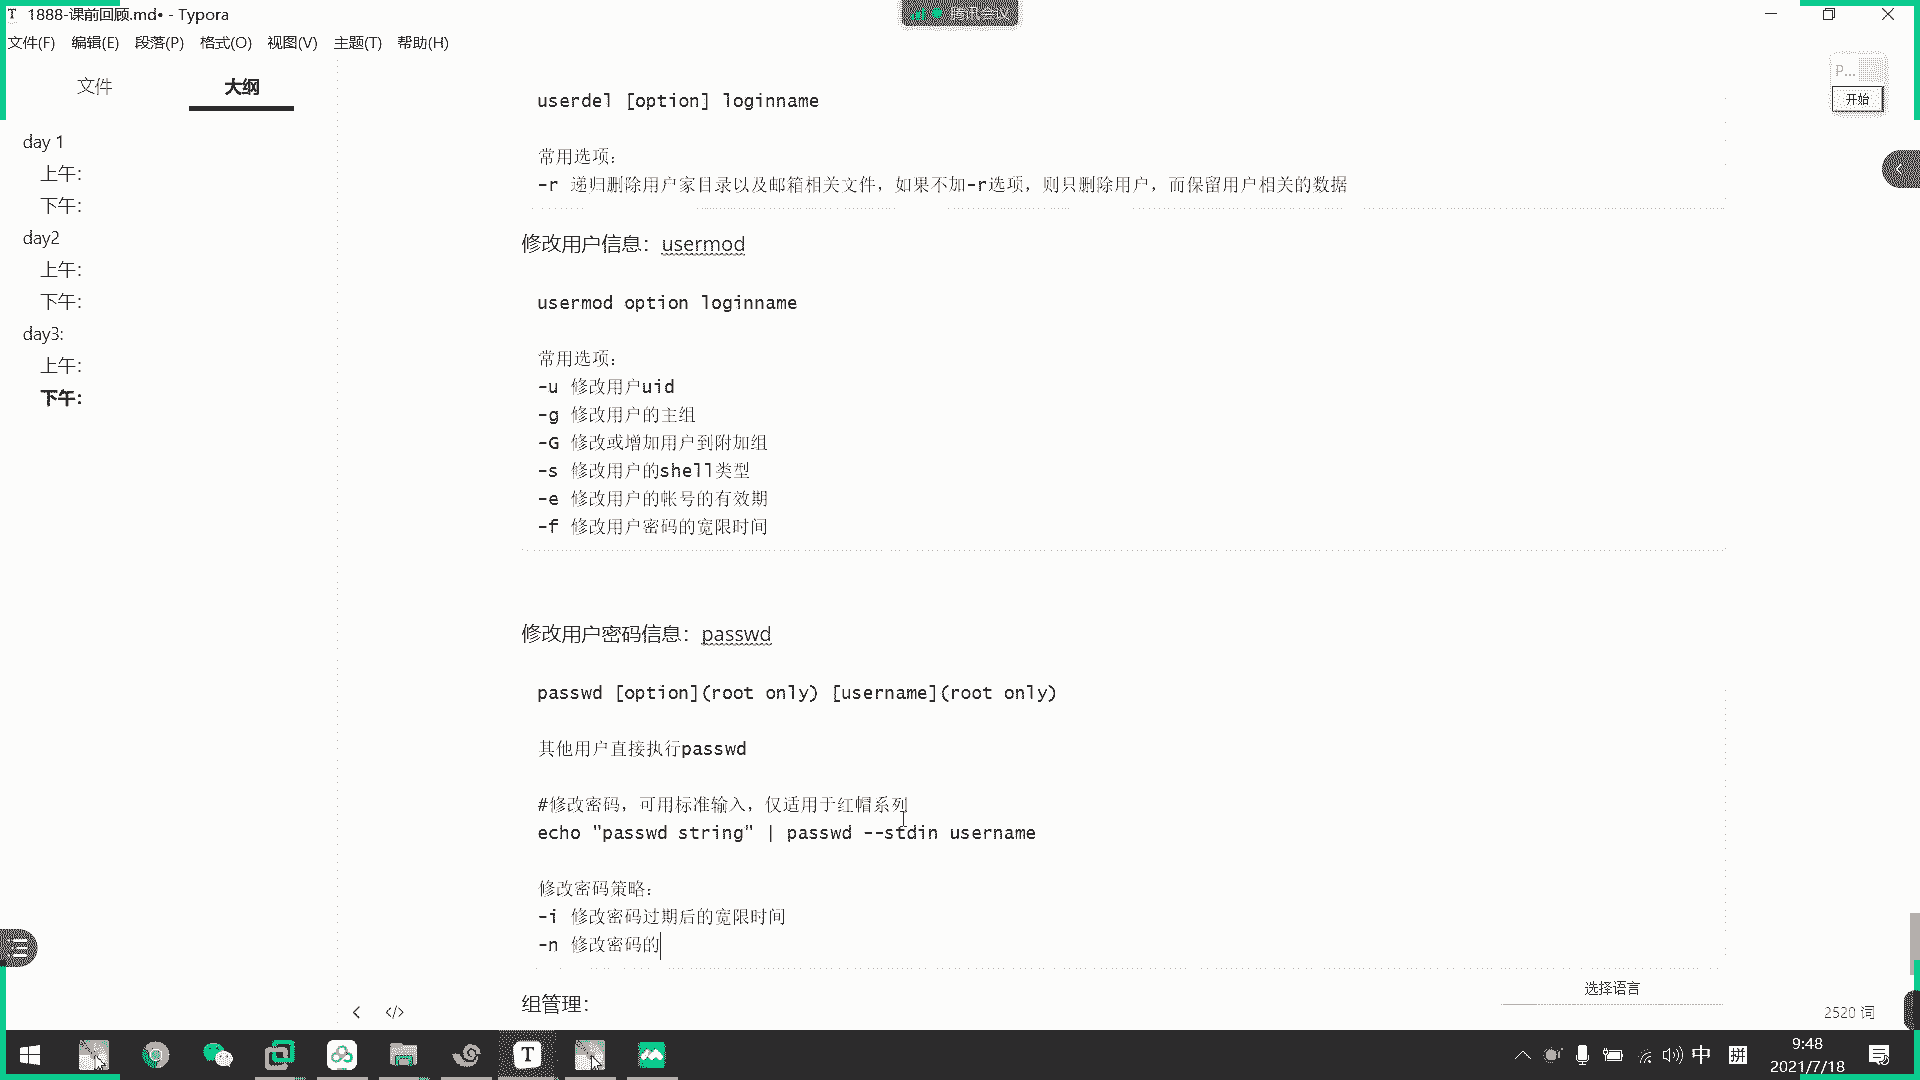 1888-课前回顾.md• - Typora
腾讯会议
文件(F) 编辑(E) 段落(P) 格式(O) 视图(V) 主题(T) 帮助(H)
文件 大纲
day 1
上午：
下午：
day2
上午：
下午：
day3:
上午：
下午：
P...
开始
userdel [option] loginname
常用选项：
-r 递归删除用户家目录以及邮箱相关文件，如果不加-r选项，则只删除用户，而保留用户相关的数据
修改用户信息：usermod
usermod option loginname
常用选项：
-u 修改用户uid
-g 修改用户的主组
-G 修改或增加用户到附加组
-s 修改用户的shell类型
-e 修改用户的帐号的有效期
-f 修改用户密码的宽限时间
修改用户密码信息：passwd
passwd [option](root only) [username](root only)
其他用户直接执行passwd
#修改密码，可用标准输入，仅适用于红帽系列
echo "passwd string" | passwd --stdin username
修改密码策略：
-i 修改密码过期后的宽限时间
-n 修改密码的
选择语言
组管理：
2520 词
中 拼
9:48
2021/7/18